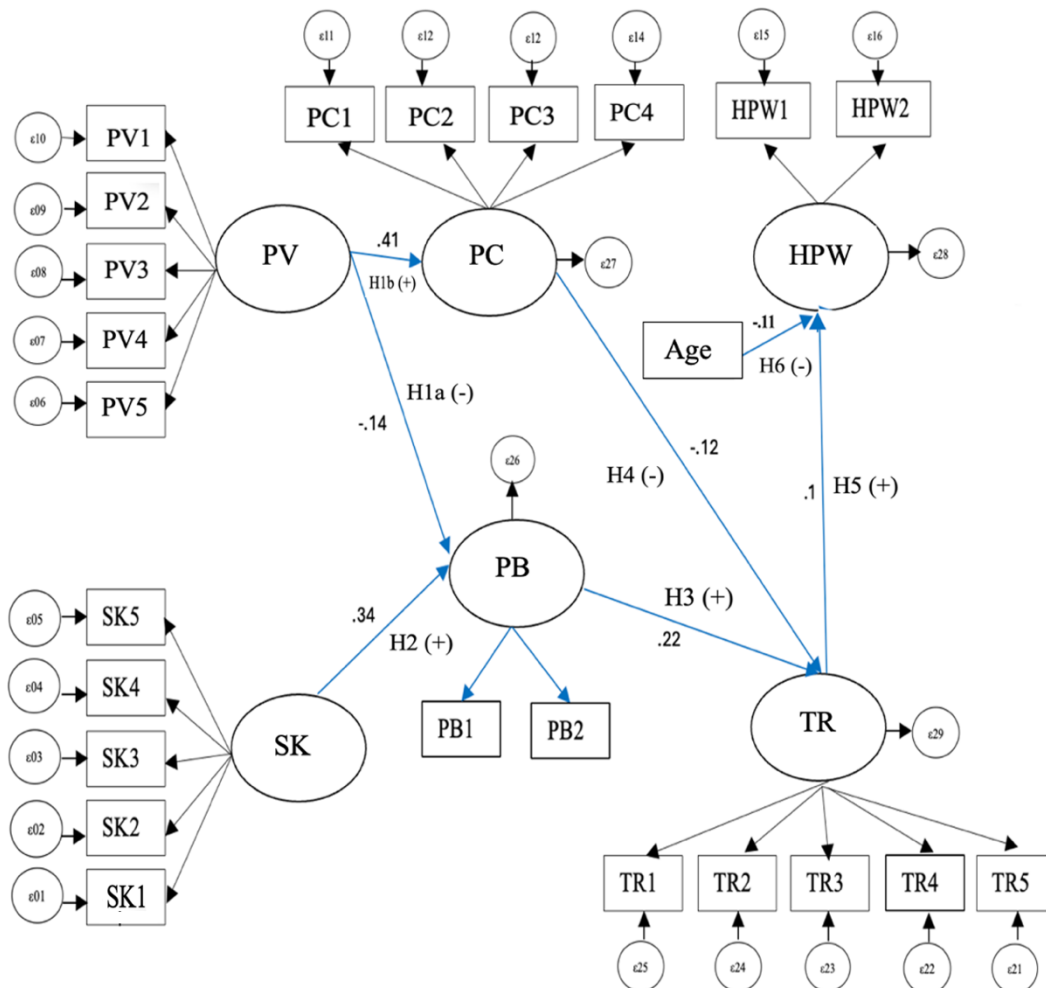 ε11
ε12
ε12
ε14
ε15
ε16
PC1
PC2
PC3
PC4
HPW1
HPW2
ε10
PV1
ε09
PV2
ε08
PV3
ε07
PV4
ε06
PV5
PV
.41
H1b (+)
PC
ε27
HPW
ε28
Age
-.11
H6 (-)
H1a (-)
-.14
-.12
H4 (-)
.1
H5 (+)
ε26
PB
H3 (+)
.22
.34
H2 (+)
PB1
PB2
ε05
SK5
ε04
SK4
ε03
SK3
ε02
SK2
ε01
SK1
SK
TR
ε29
TR1
TR2
TR3
TR4
TR5
ε25
ε24
ε23
ε22
ε21